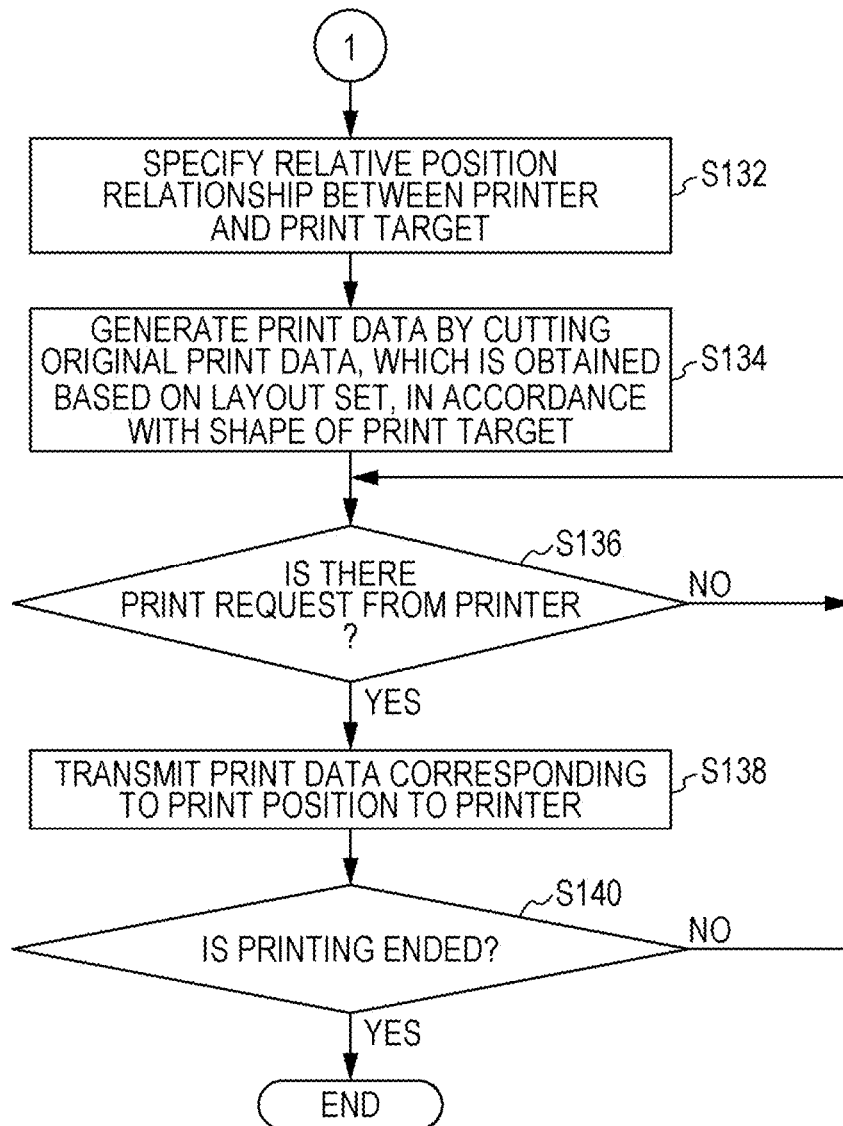 1
SPECIFY RELATIVE POSITION
RELATIONSHIP BETWEEN PRINTER
AND PRINT TARGET
S132
GENERATE PRINT DATA BY CUTTING
ORIGINAL PRINT DATA, WHICH IS OBTAINED
BASED ON LAYOUT SET, IN ACCORDANCE
WITH SHAPE OF PRINT TARGET
S134
S136
IS THERE
PRINT REQUEST FROM PRINTER
?
NO
YES
TRANSMIT PRINT DATA CORRESPONDING
TO PRINT POSITION TO PRINTER
S138
S140
IS PRINTING ENDED?
NO
YES
END